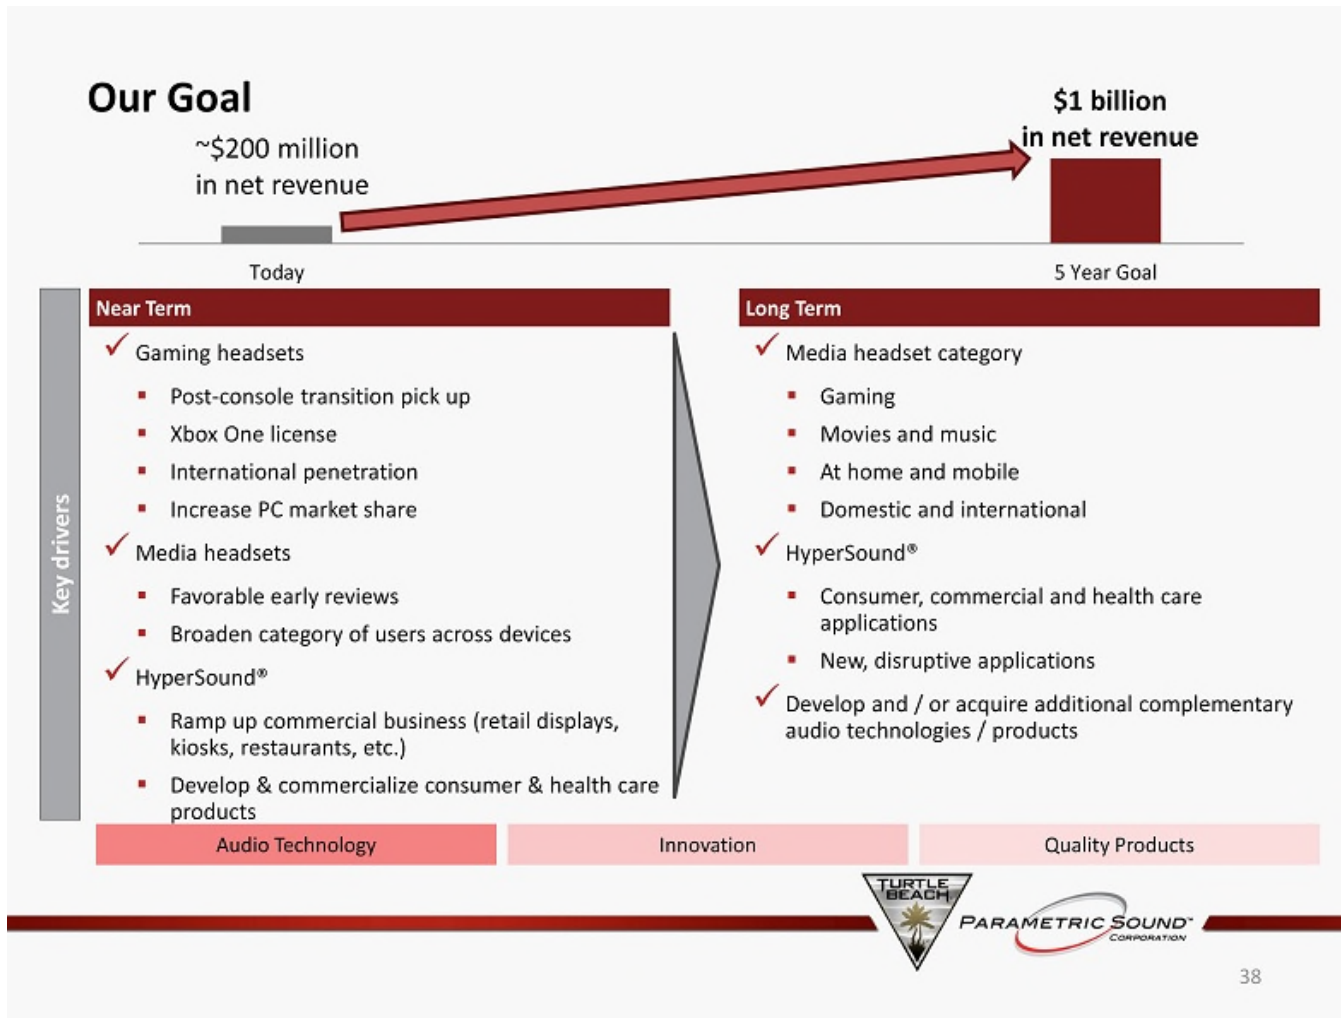 Our Goal
~$200 million
in net revenue
$1 billion
in net revenue
Today
5 Year Goal
Key drivers
Near Term
✓ Gaming headsets
▪ Post-console transition pick up
▪ Xbox One license
▪ International penetration
▪ Increase PC market share
✓ Media headsets
▪ Favorable early reviews
▪ Broaden category of users across devices
✓ HyperSound®
▪ Ramp up commercial business (retail displays,
kiosks, restaurants, etc.)
▪ Develop & commercialize consumer & health care
products
Long Term
✓ Media headset category
▪ Gaming
▪ Movies and music
▪ At home and mobile
▪ Domestic and international
✓ HyperSound®
▪ Consumer, commercial and health care
applications
▪ New, disruptive applications
✓ Develop and / or acquire additional complementary
audio technologies / products
Audio Technology
Innovation
Quality Products
TURTLE
BEACH
PARAMETRIC SOUND™
CORPORATION
38